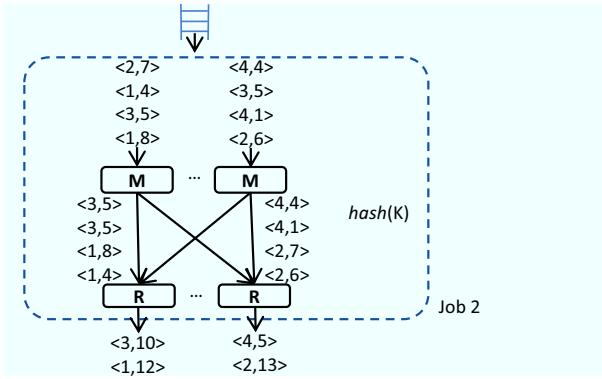 <2,7> <4,4>
<1,4> <3,5>
<3,5> <4,1>
<1,8> <2,6>
M ... M
<3,5> <4,4>
<3,5> <4,1> hash(K)
<1,8> <2,7>
<1,4> <2,6>
R ... R
Job 2
<3,10> <4,5>
<1,12> <2,13>